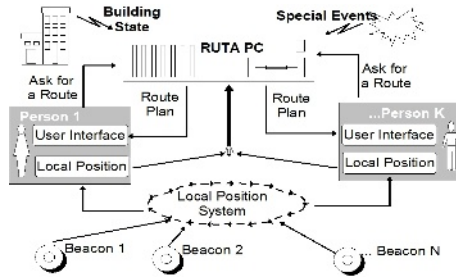 Building
State
Special Events
RUTA PC
Ask for
a Route
Ask for
a Route
Route
Plan
Route
Plan
Person 1
User Interface
Local Position
...Person K
User Interface
Local Position
Local Position
System
Beacon 1
Beacon 2
... Beacon N